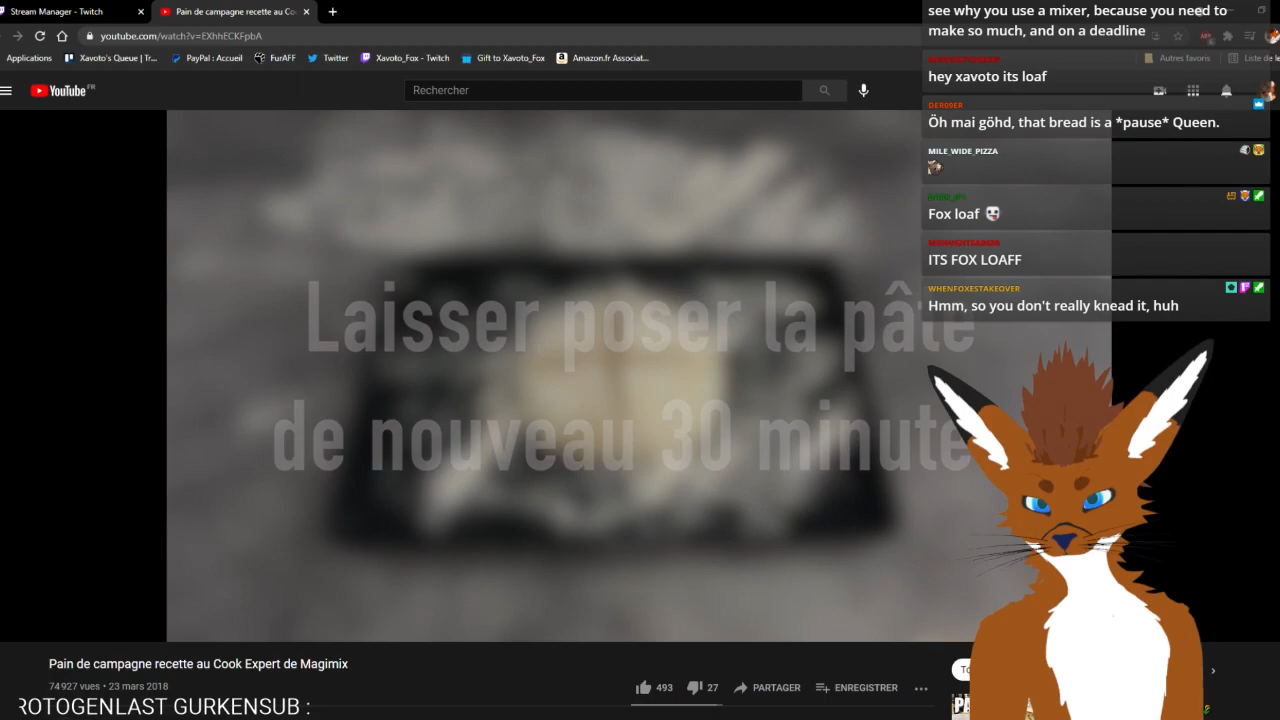 Stream Manager - Twitch
Pain de campagne recette au Co
youtube.com/watch?v=EXhhECKFpbA
Applications
Xavoto's Queue | Tr...
PayPal : Accueil
FurAFF
Twitter
Xavoto_Fox - Twitch
Gift to Xavoto_Fox
Amazon.fr Associat...
Autres favoris
Liste de le
YouTube FR
Rechercher
see why you use a mixer, because you need to
make so much, and on a deadline
hey xavoto its loaf
DER09ER
Öh mai göhd, that bread is a *pause* Queen.
MILE_WIDE_PIZZA
Fox loaf
ITS FOX LOAFF
WHENFOXESTAKEOVER
Hmm, so you don't really knead it, huh
Laisser poser la pâte
de nouveau 30 minute
Pain de campagne recette au Cook Expert de Magimix
74 927 vues • 23 mars 2018
493
27
PARTAGER
ENREGISTRER
ROTOGENLAST GURKENSUB :